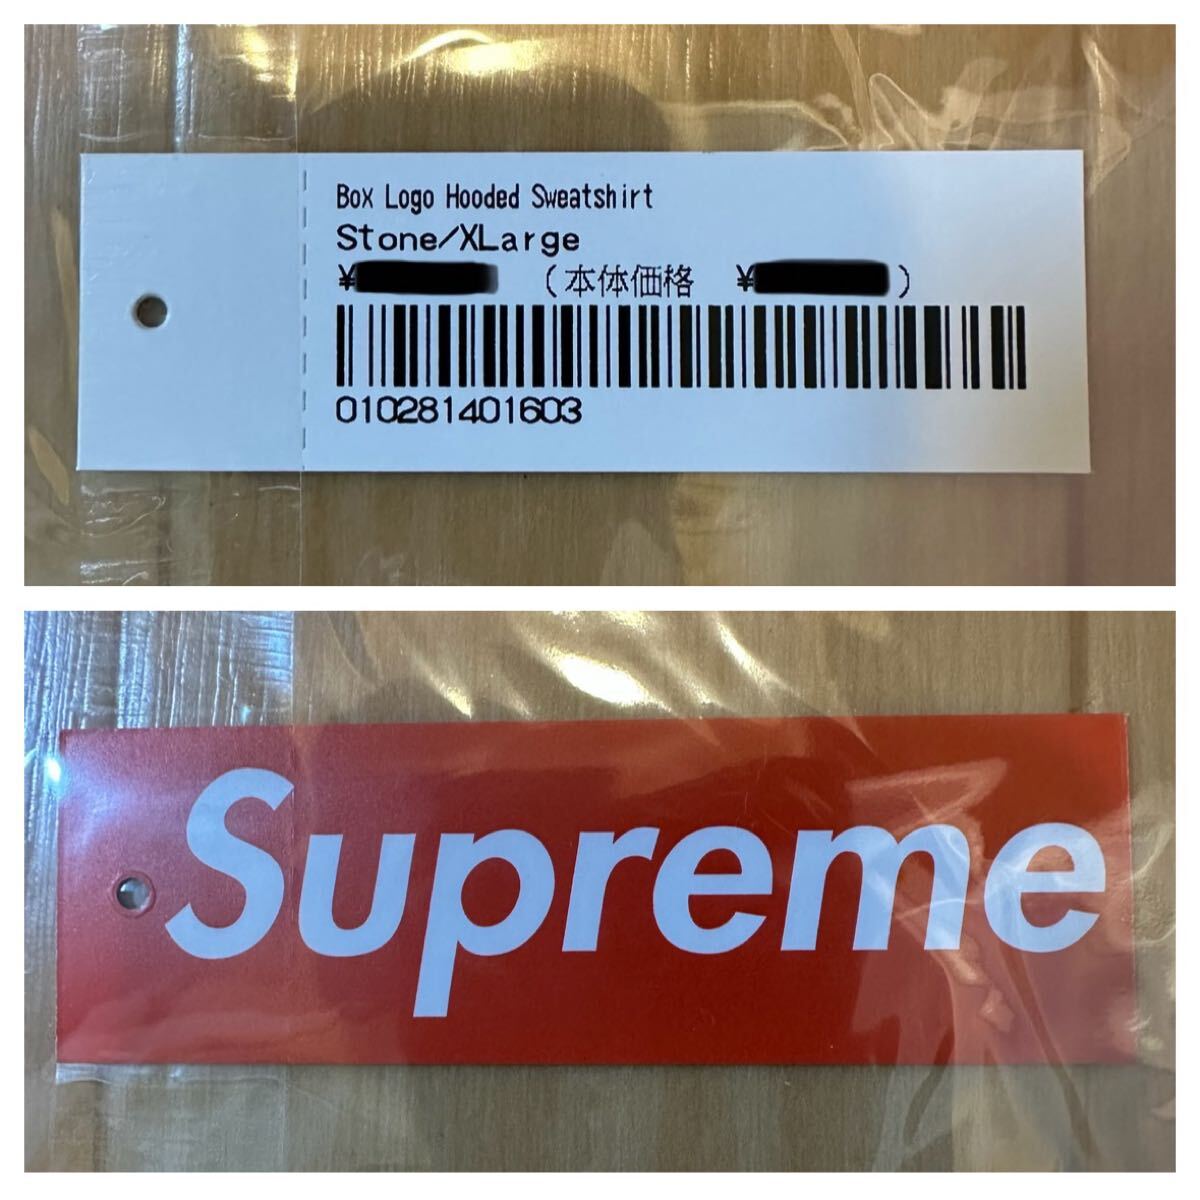 Box Logo Hooded Sweatshirt
Stone/XLarge
¥ (本体価格 ¥ )
010281401603
Supreme